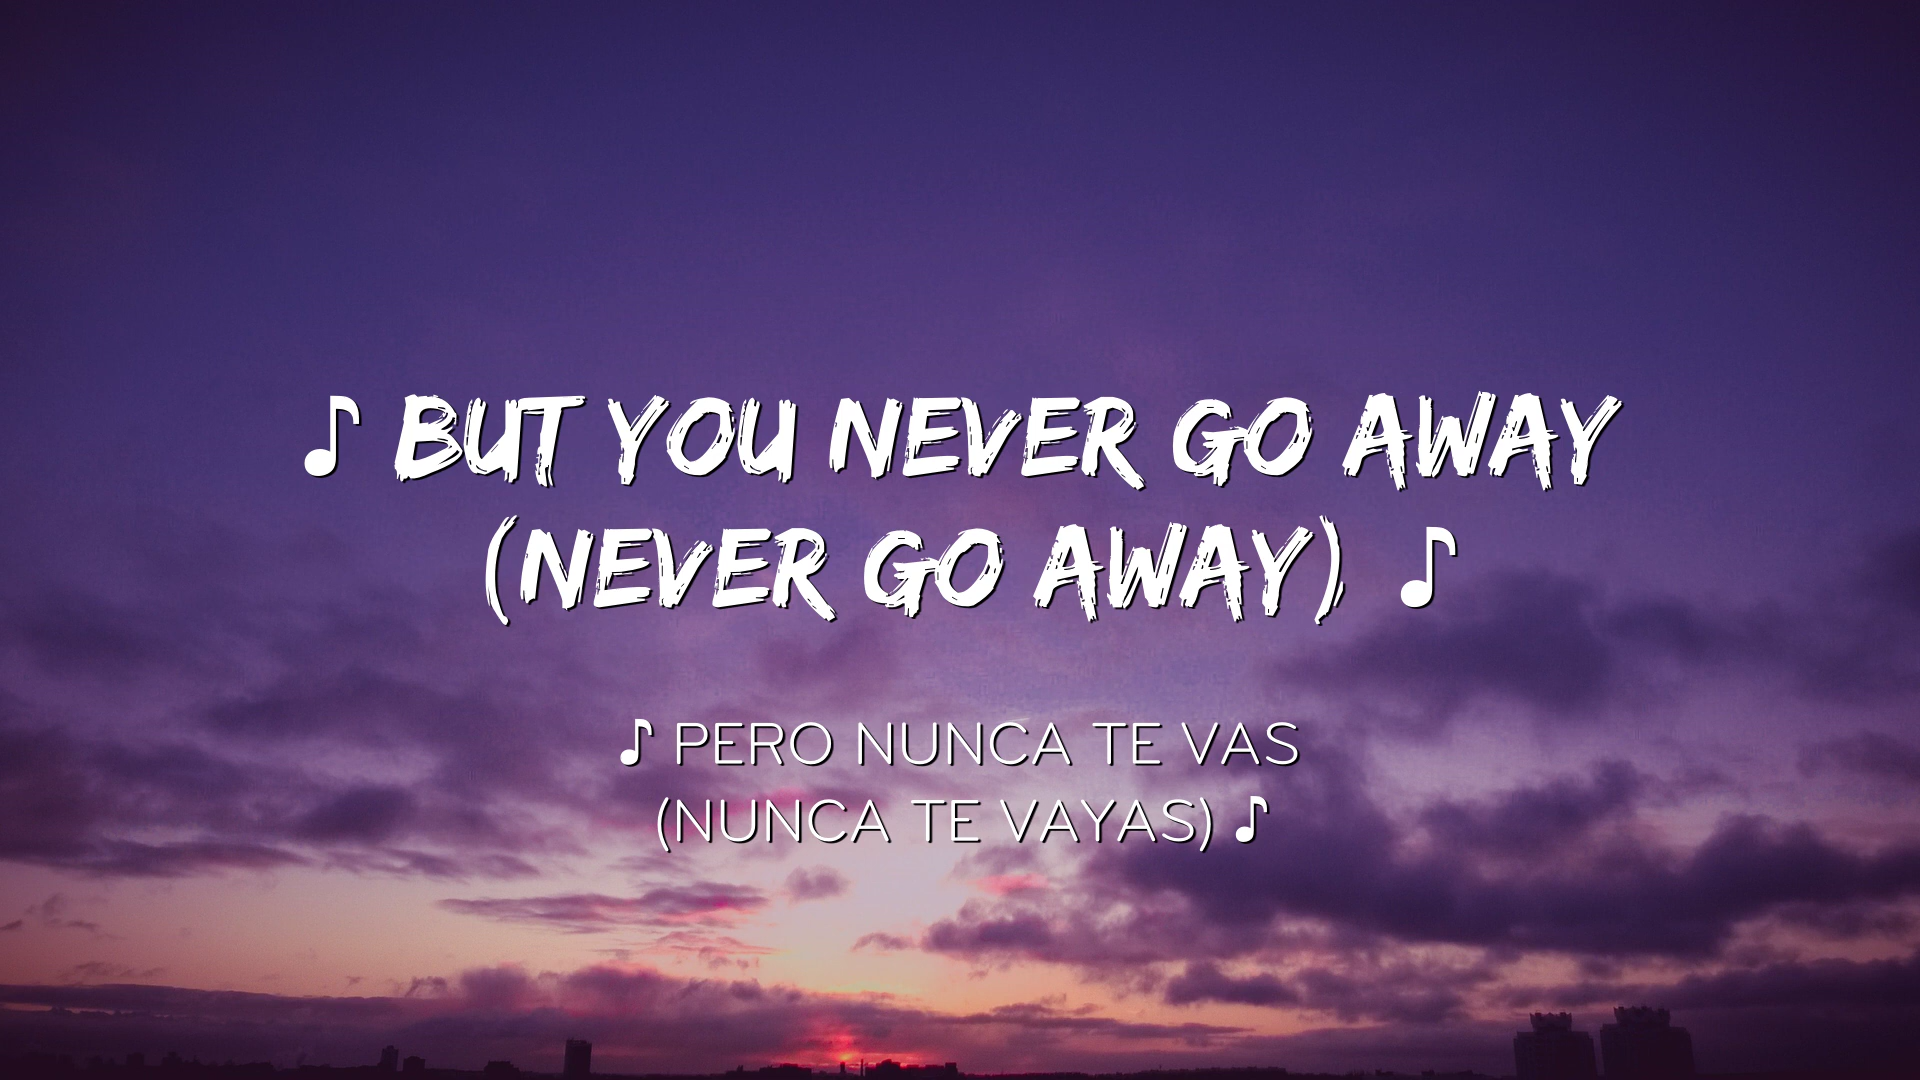 ♪ BUT YOU NEVER GO AWAY
(NEVER GO AWAY) ♪
♪ PERO NUNCA TE VAS
(NUNCA TE VAYAS) ♪